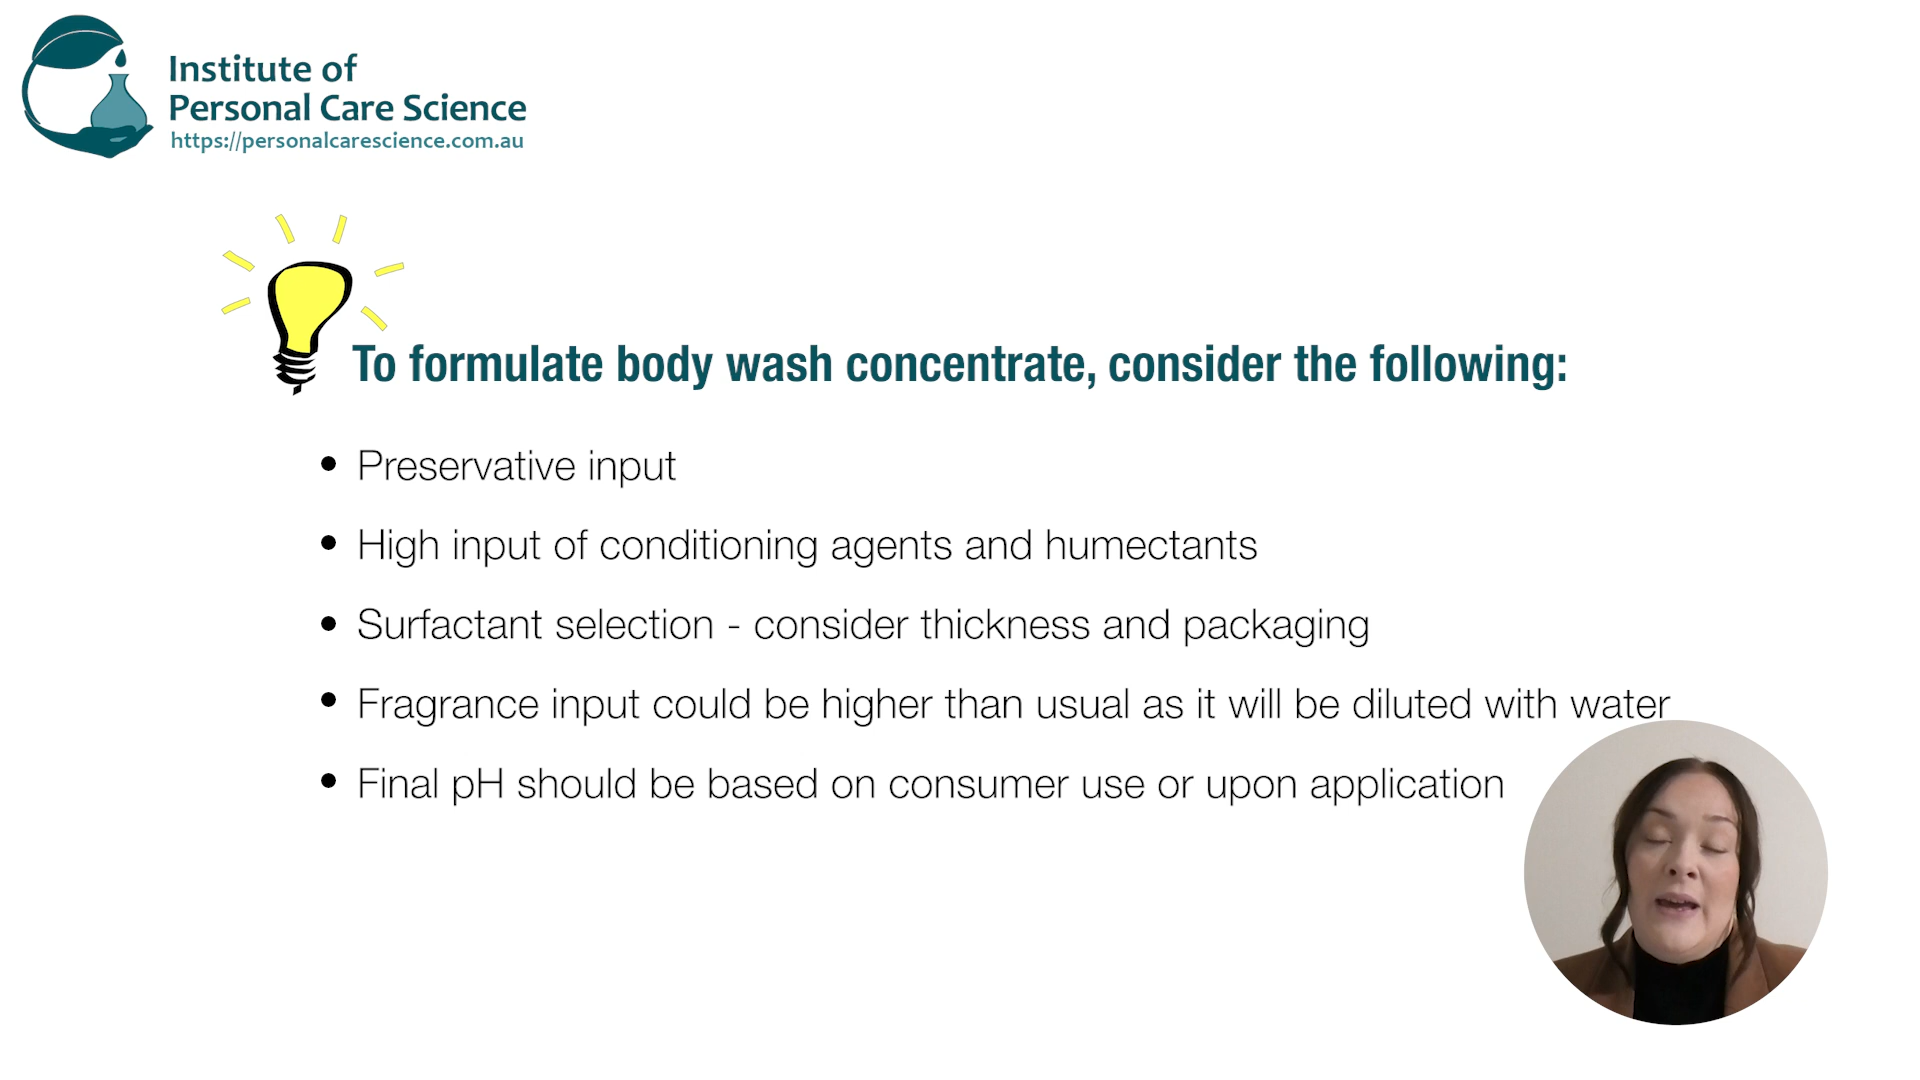 Institute of
Personal Care Science
https://personalcarescience.com.au
To formulate body wash concentrate, consider the following:
• Preservative input
• High input of conditioning agents and humectants
• Surfactant selection - consider thickness and packaging
• Fragrance input could be higher than usual as it will be diluted with water
• Final pH should be based on consumer use or upon application